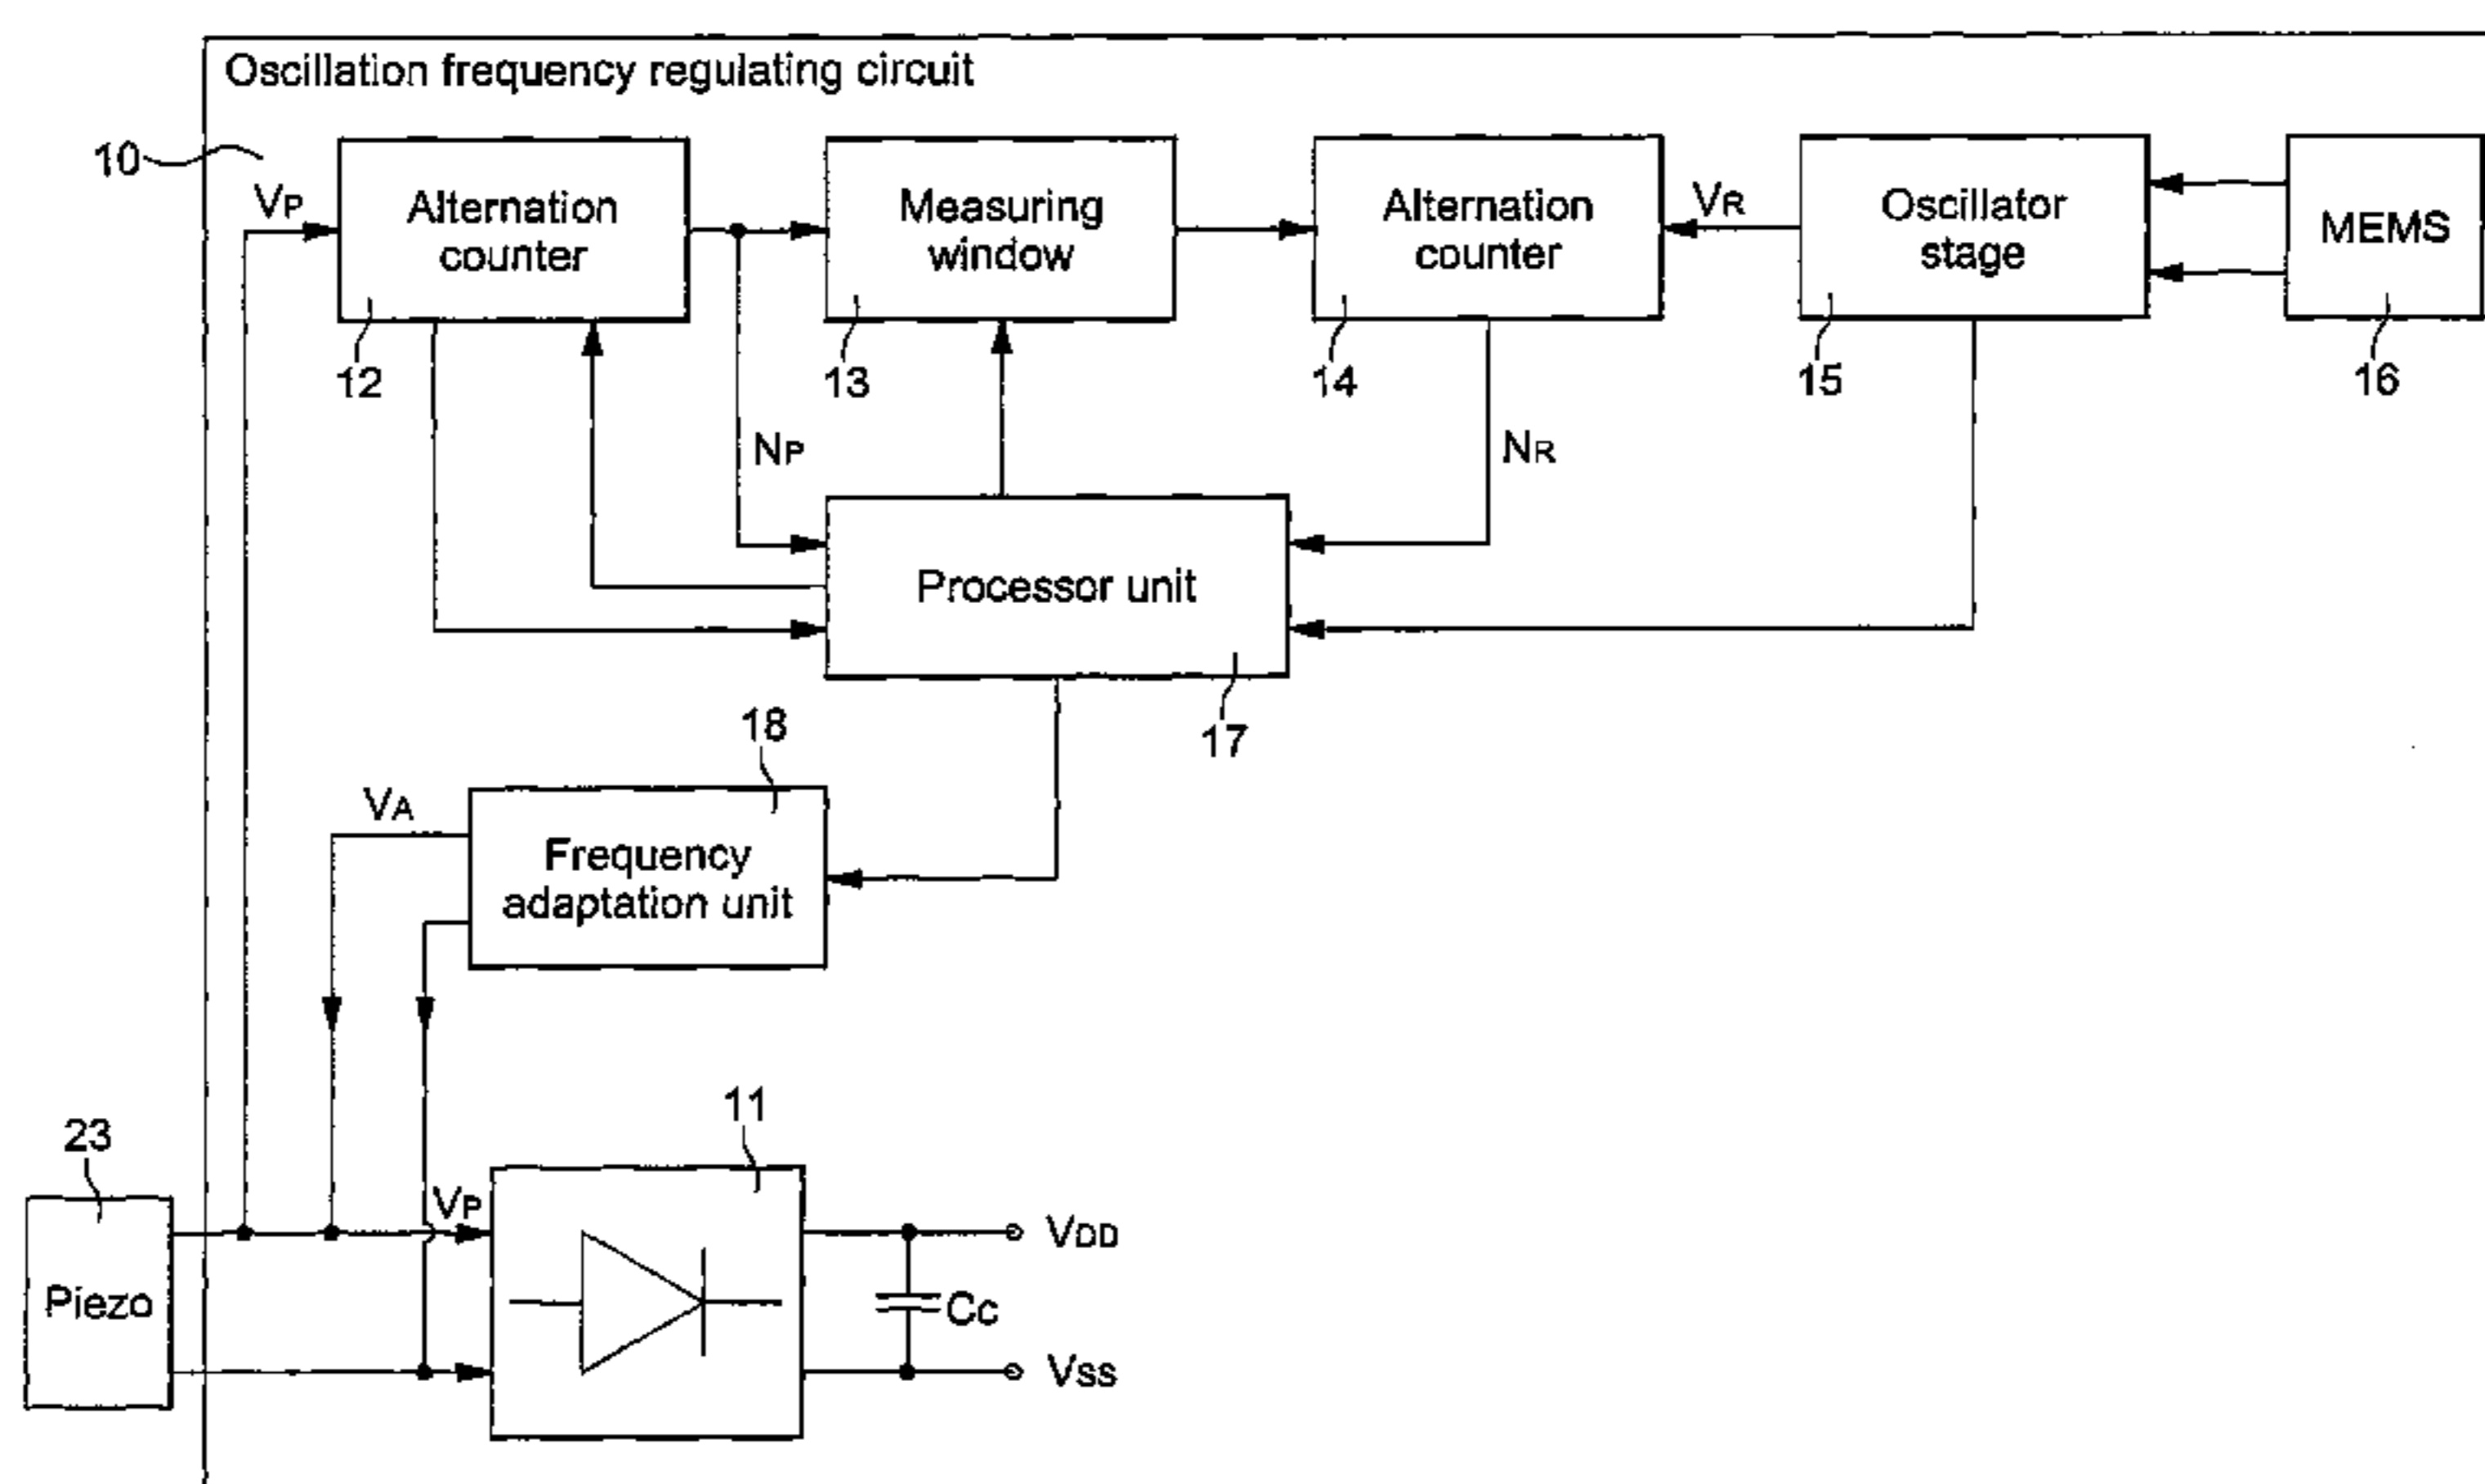 Oscillation frequency regulating circuit
10
VP
Alternation
counter
12
Measuring
window
13
Alternation
counter
14
VR
Oscillator
stage
15
MEMS
16
NP
NR
Processor unit
17
18
VA
Frequency
adaptation unit
23
Piezo
VP
11
VDD
Cc
VSS